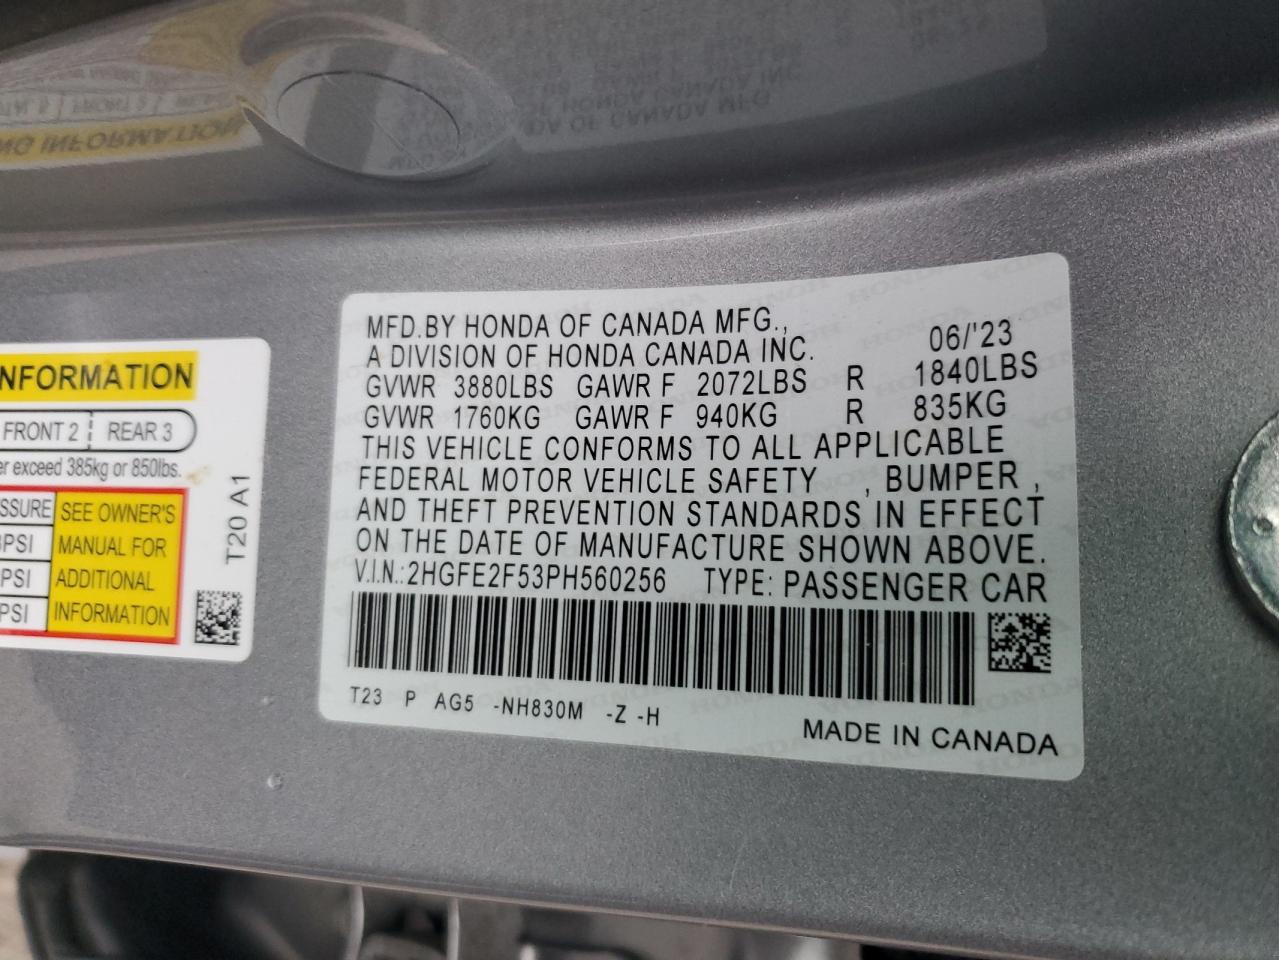 NFORMATION
FRONT 2 | REAR 3
er exceed 385kg or 850lbs.
SSURE
PSI
PSI
PSI
SEE OWNER'S
MANUAL FOR
ADDITIONAL
INFORMATION
T20 A1
MFD.BY HONDA OF CANADA MFG.,
A DIVISION OF HONDA CANADA INC. 06/'23
GVWR 3880LBS GAWR F 2072LBS R 1840LBS
GVWR 1760KG GAWR F 940KG R 835KG
THIS VEHICLE CONFORMS TO ALL APPLICABLE
FEDERAL MOTOR VEHICLE SAFETY , BUMPER ,
AND THEFT PREVENTION STANDARDS IN EFFECT
ON THE DATE OF MANUFACTURE SHOWN ABOVE.
V.I.N.:2HGFE2F53PH560256 TYPE: PASSENGER CAR
T23 P AG5 -NH830M -Z -H
MADE IN CANADA